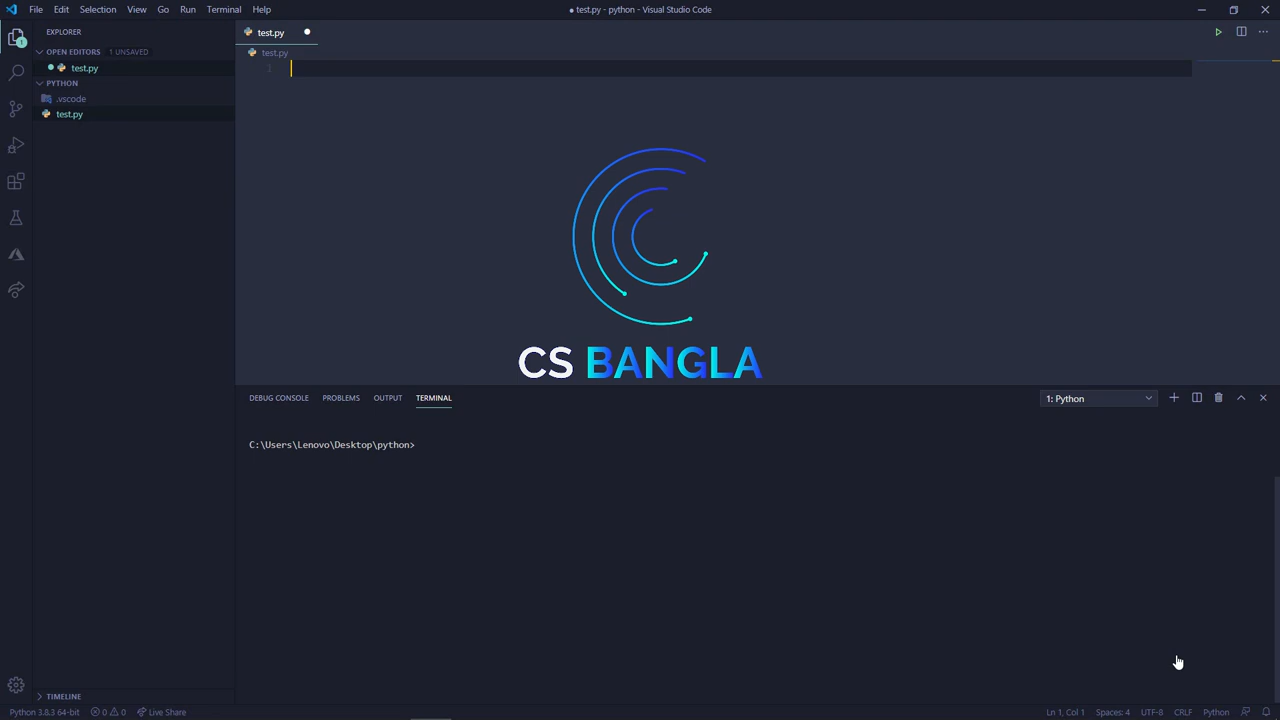 File Edit Selection View Go Run Terminal Help
● test.py - python - Visual Studio Code
EXPLORER
OPEN EDITORS 1 UNSAVED
test.py
PYTHON
.vscode
test.py
TIMELINE
test.py
test.py
1
CS BANGLA
DEBUG CONSOLE PROBLEMS OUTPUT TERMINAL
1: Python
C:\Users\Lenovo\Desktop\python>
Python 3.8.3 64-bit 0 0 Live Share
Ln 1, Col 1 Spaces: 4 UTF-8 CRLF Python